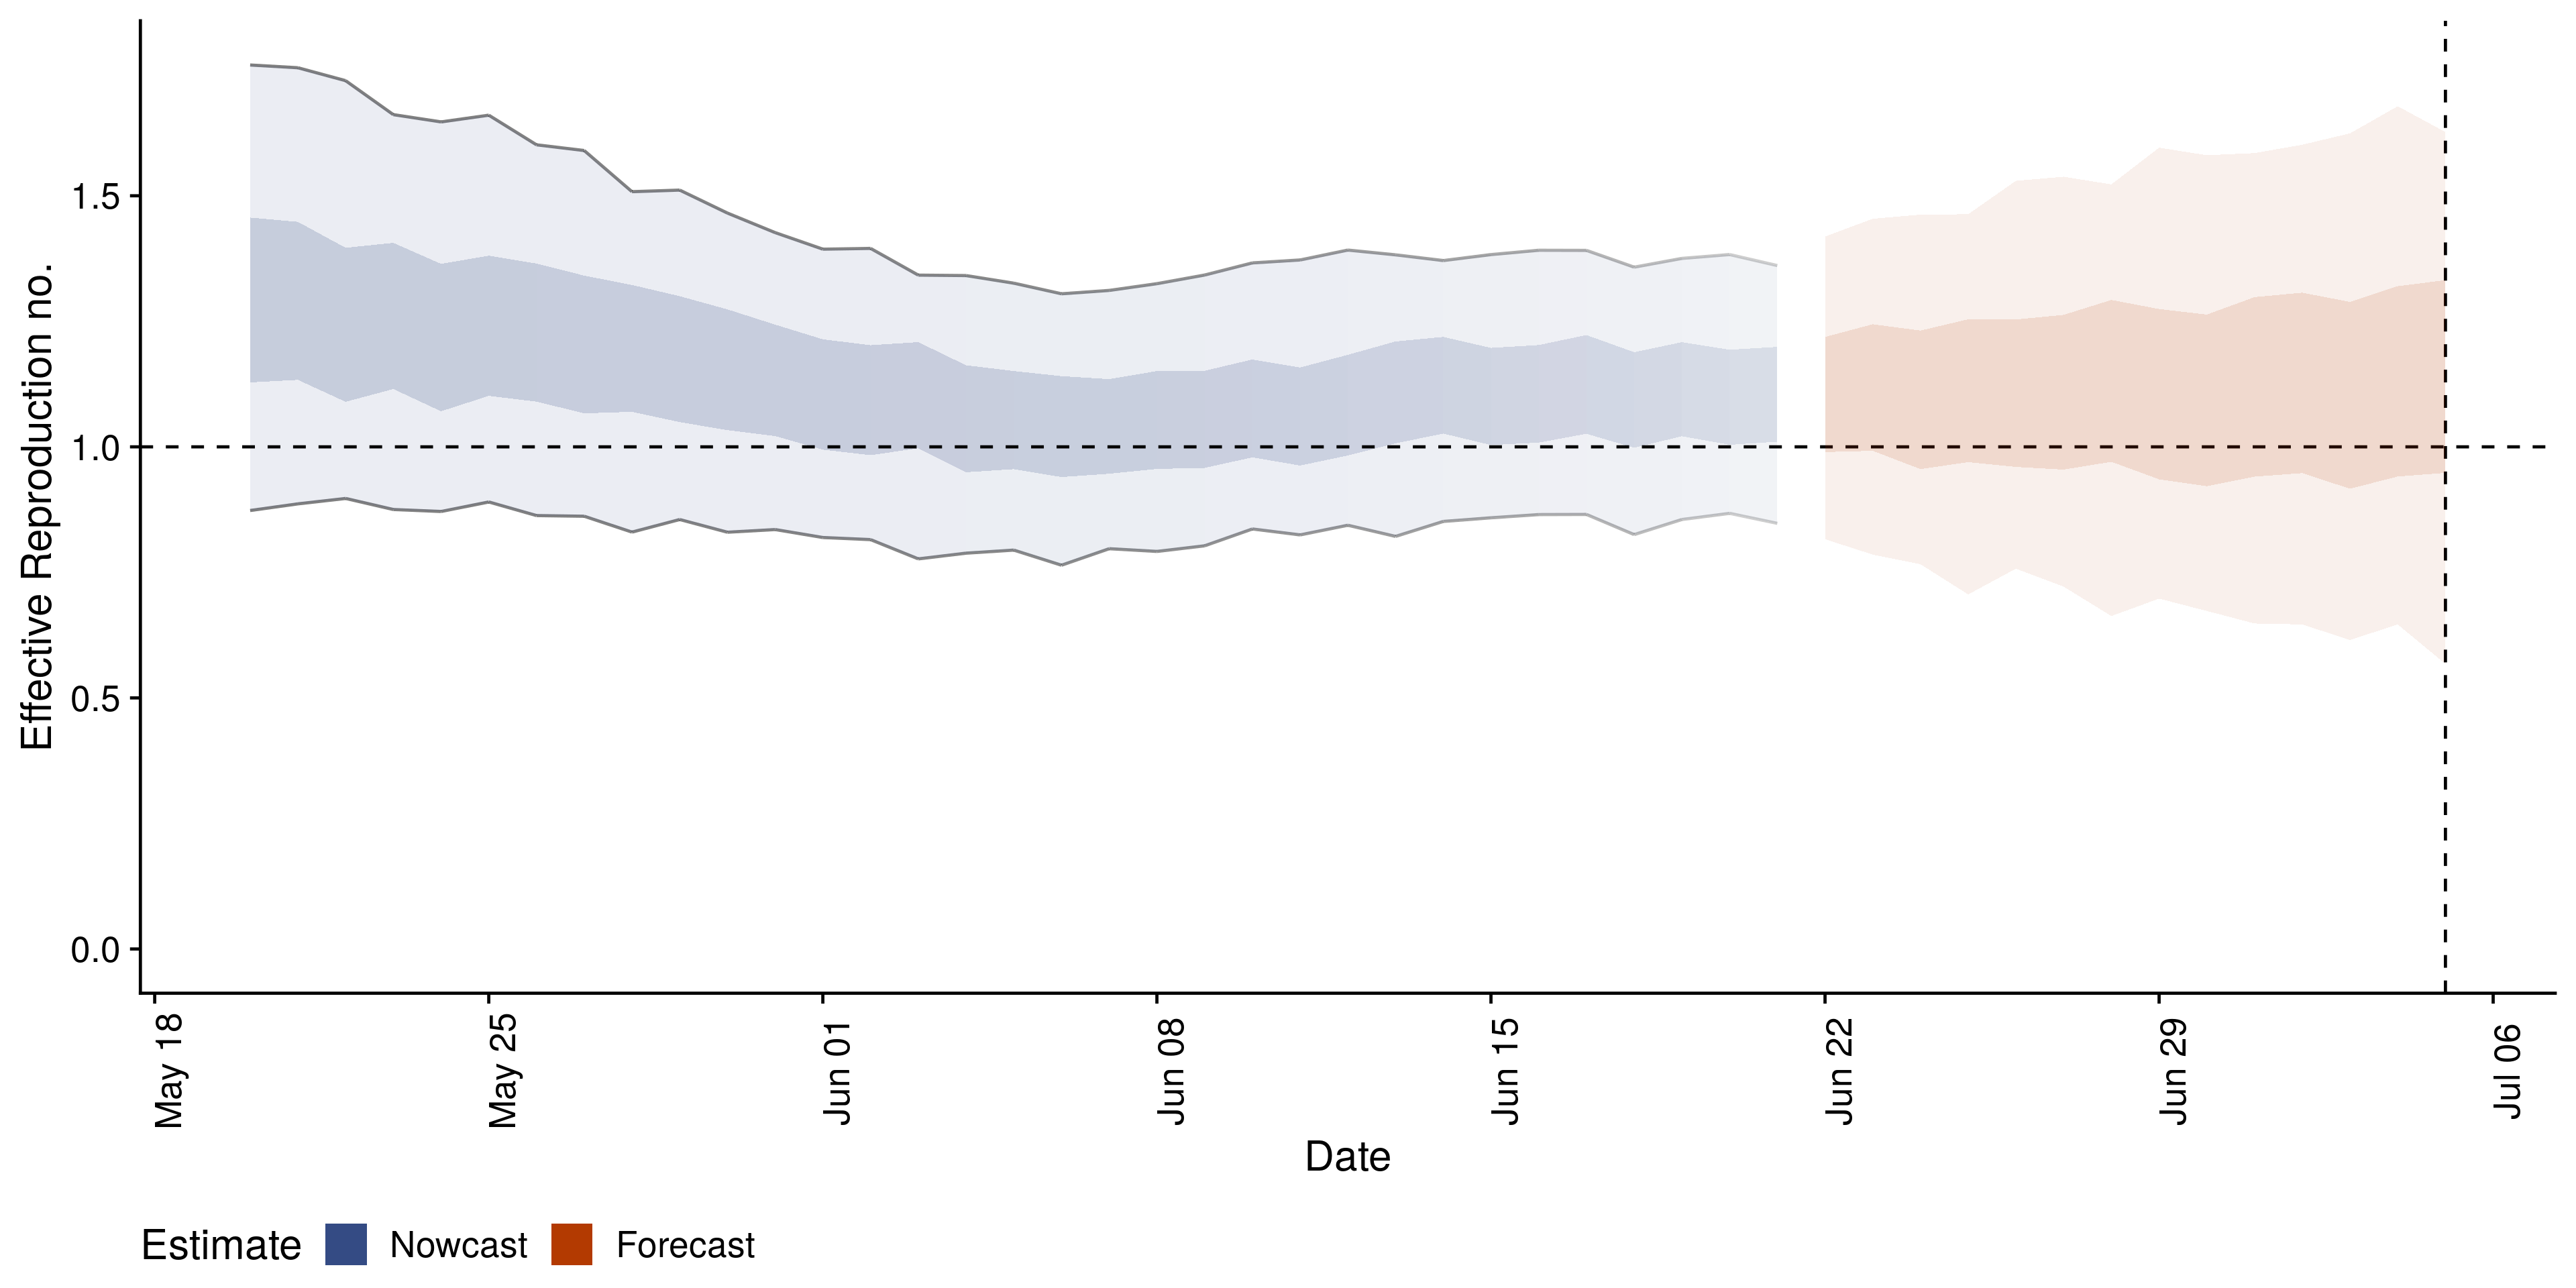 Effective Reproduction no.
1.5
1.0
0.5
0.0
May 18
May 25
Jun 01
Jun 08
Jun 15
Jun 22
Jun 29
Jul 06
Date
Estimate Nowcast Forecast